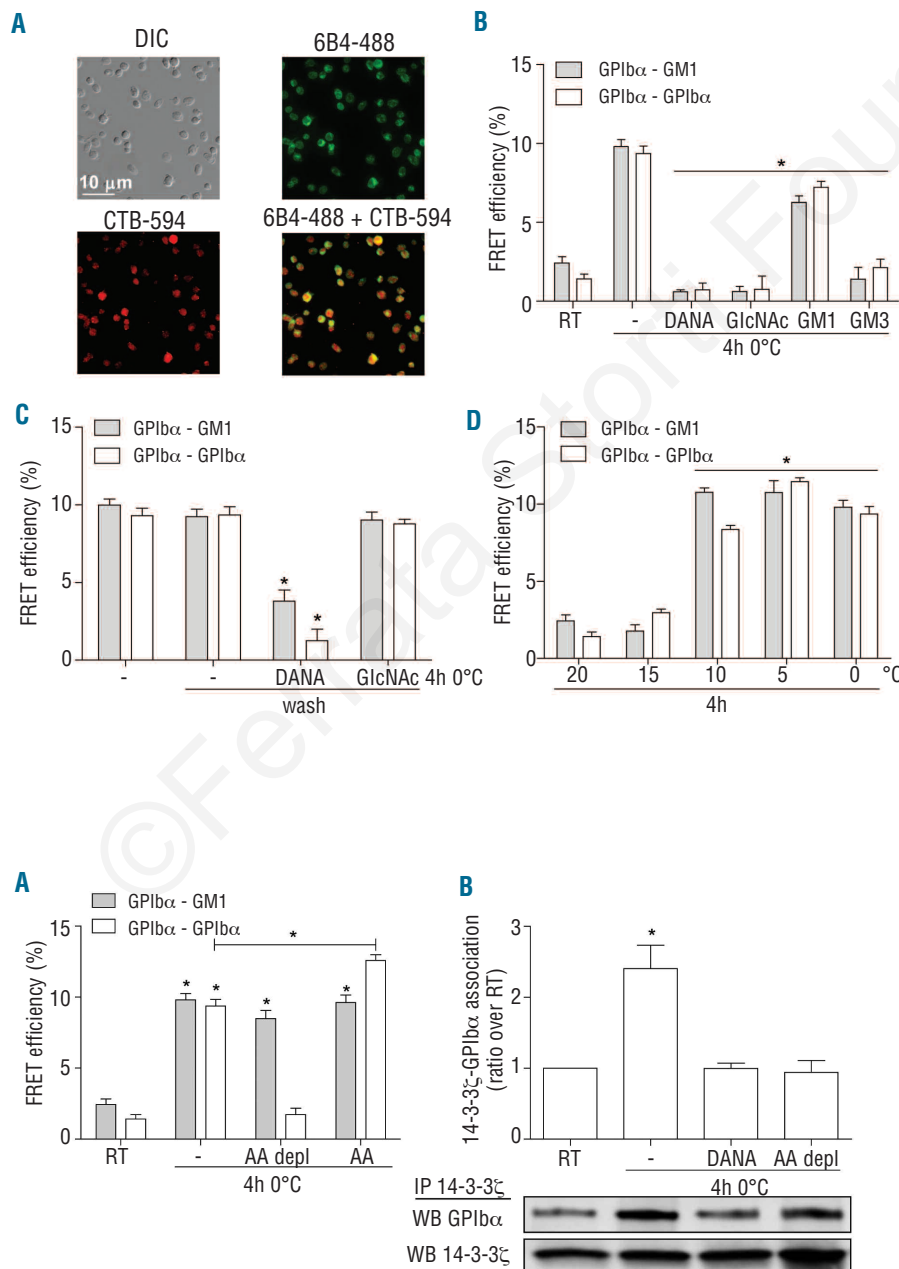 A
DIC
6B4-488
10 μm
CTB-594
6B4-488 + CTB-594
B
GPIbα - GM1
GPIbα - GPIbα
FRET efficiency (%)
15
10
5
0
*
RT
-
DANA
GlcNAc
GM1
GM3
4h 0°C
C
GPIbα - GM1
GPIbα - GPIbα
FRET efficiency (%)
15
10
5
0
*
*
-
-
DANA
GlcNAc 4h 0°C
wash
D
GPIbα - GM1
GPIbα - GPIbα
FRET efficiency (%)
15
10
5
0
*
20
15
10
5
0
°C
4h
©Ferrata Storti Foun
A
GPIbα - GM1
GPIbα - GPIbα
FRET efficiency (%)
15
10
5
0
*
*
*
*
*
RT
-
AA depl
AA
4h 0°C
B
14-3-3ζ-GPIbα association
(ratio over RT)
3
2
1
0
*
RT
-
DANA
AA depl
4h 0°C
IP 14-3-3ζ
WB GPIbα
WB 14-3-3ζ